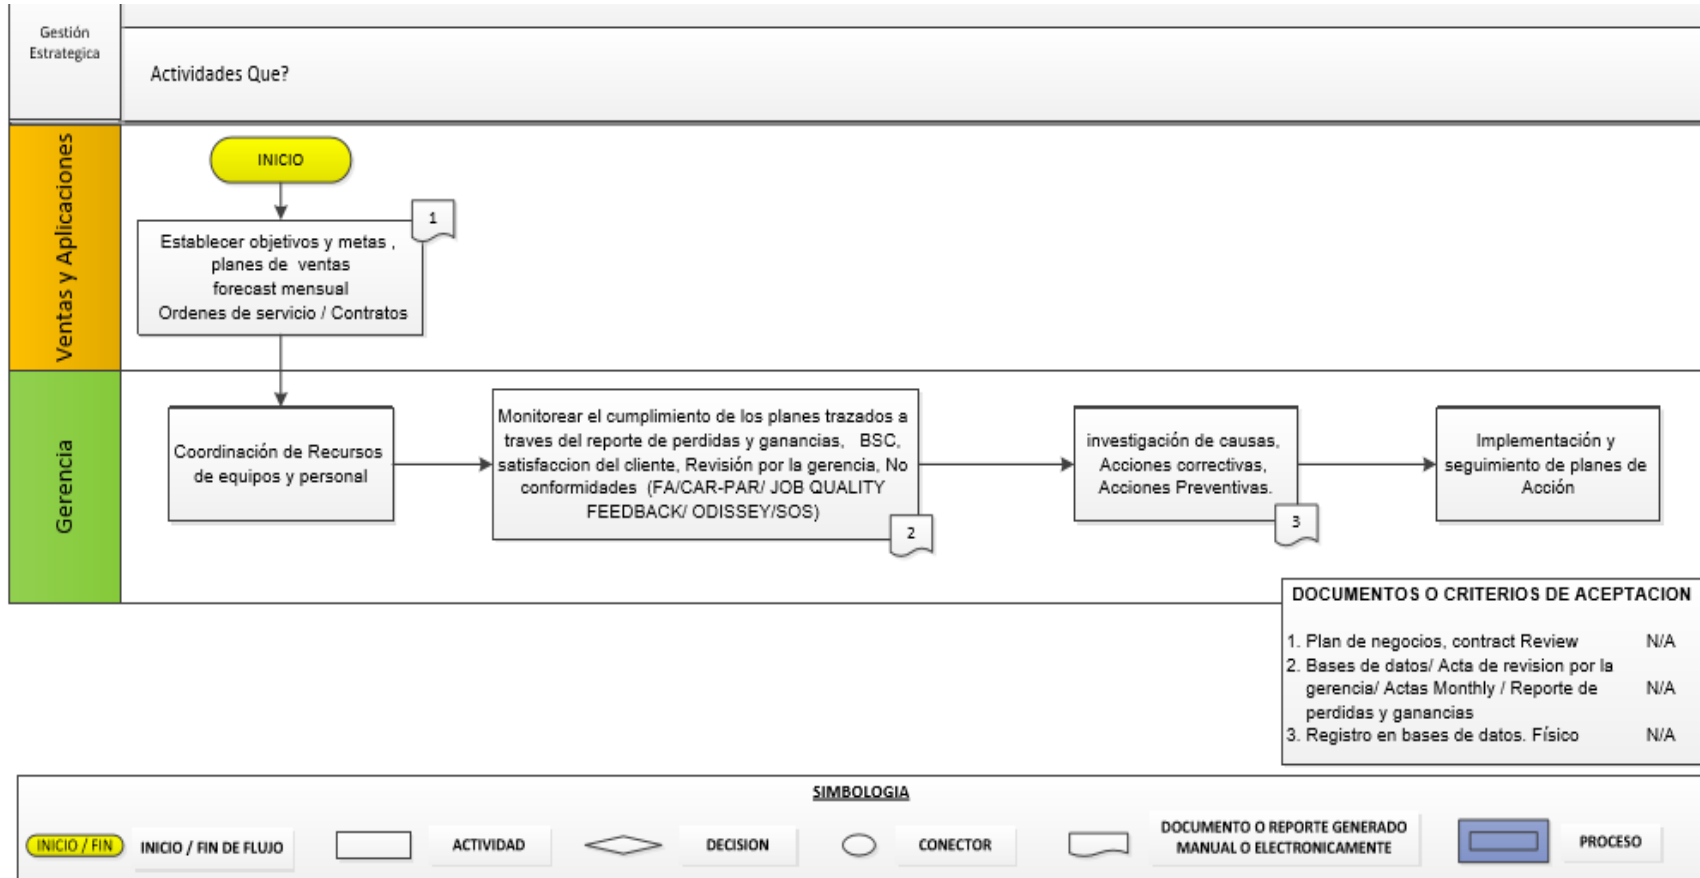 Gestión
Estrategica
Actividades Que?
Ventas y Aplicaciones
INICIO
1
Establecer objetivos y metas ,
planes de ventas
forecast mensual
Ordenes de servicio / Contratos
Gerencia
Coordinación de Recursos
de equipos y personal
Monitorear el cumplimiento de los planes trazados a
traves del reporte de perdidas y ganancias, BSC,
satisfaccion del cliente, Revisión por la gerencia, No
conformidades (FA/CAR-PAR/ JOB QUALITY
FEEDBACK/ ODISSEY/SOS)
2
investigación de causas,
Acciones correctivas,
Acciones Preventivas.
3
Implementación y
seguimiento de planes de
Acción
DOCUMENTOS O CRITERIOS DE ACEPTACION
1. Plan de negocios, contract Review N/A
2. Bases de datos/ Acta de revision por la
gerencia/ Actas Monthly / Reporte de N/A
perdidas y ganancias
3. Registro en bases de datos. Físico N/A
SIMBOLOGIA
INICIO / FIN INICIO / FIN DE FLUJO ACTIVIDAD DECISION CONECTOR DOCUMENTO O REPORTE GENERADO
MANUAL O ELECTRONICAMENTE PROCESO